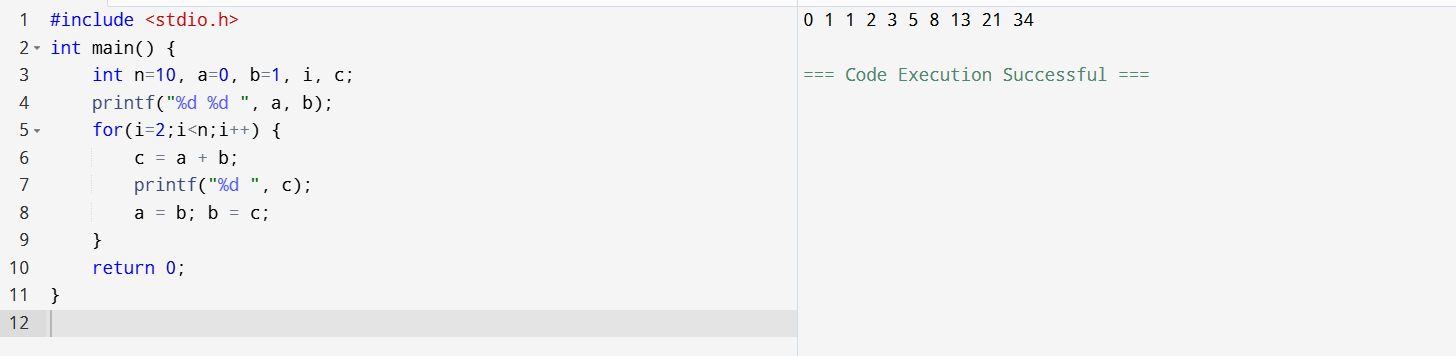 1 #include <stdio.h>
2 int main() {
3     int n=10, a=0, b=1, i, c;
4     printf("%d %d ", a, b);
5     for(i=2;i<n;i++) {
6         c = a + b;
7         printf("%d ", c);
8         a = b; b = c;
9     }
10     return 0;
11 }
12
0 1 1 2 3 5 8 13 21 34
=== Code Execution Successful ===